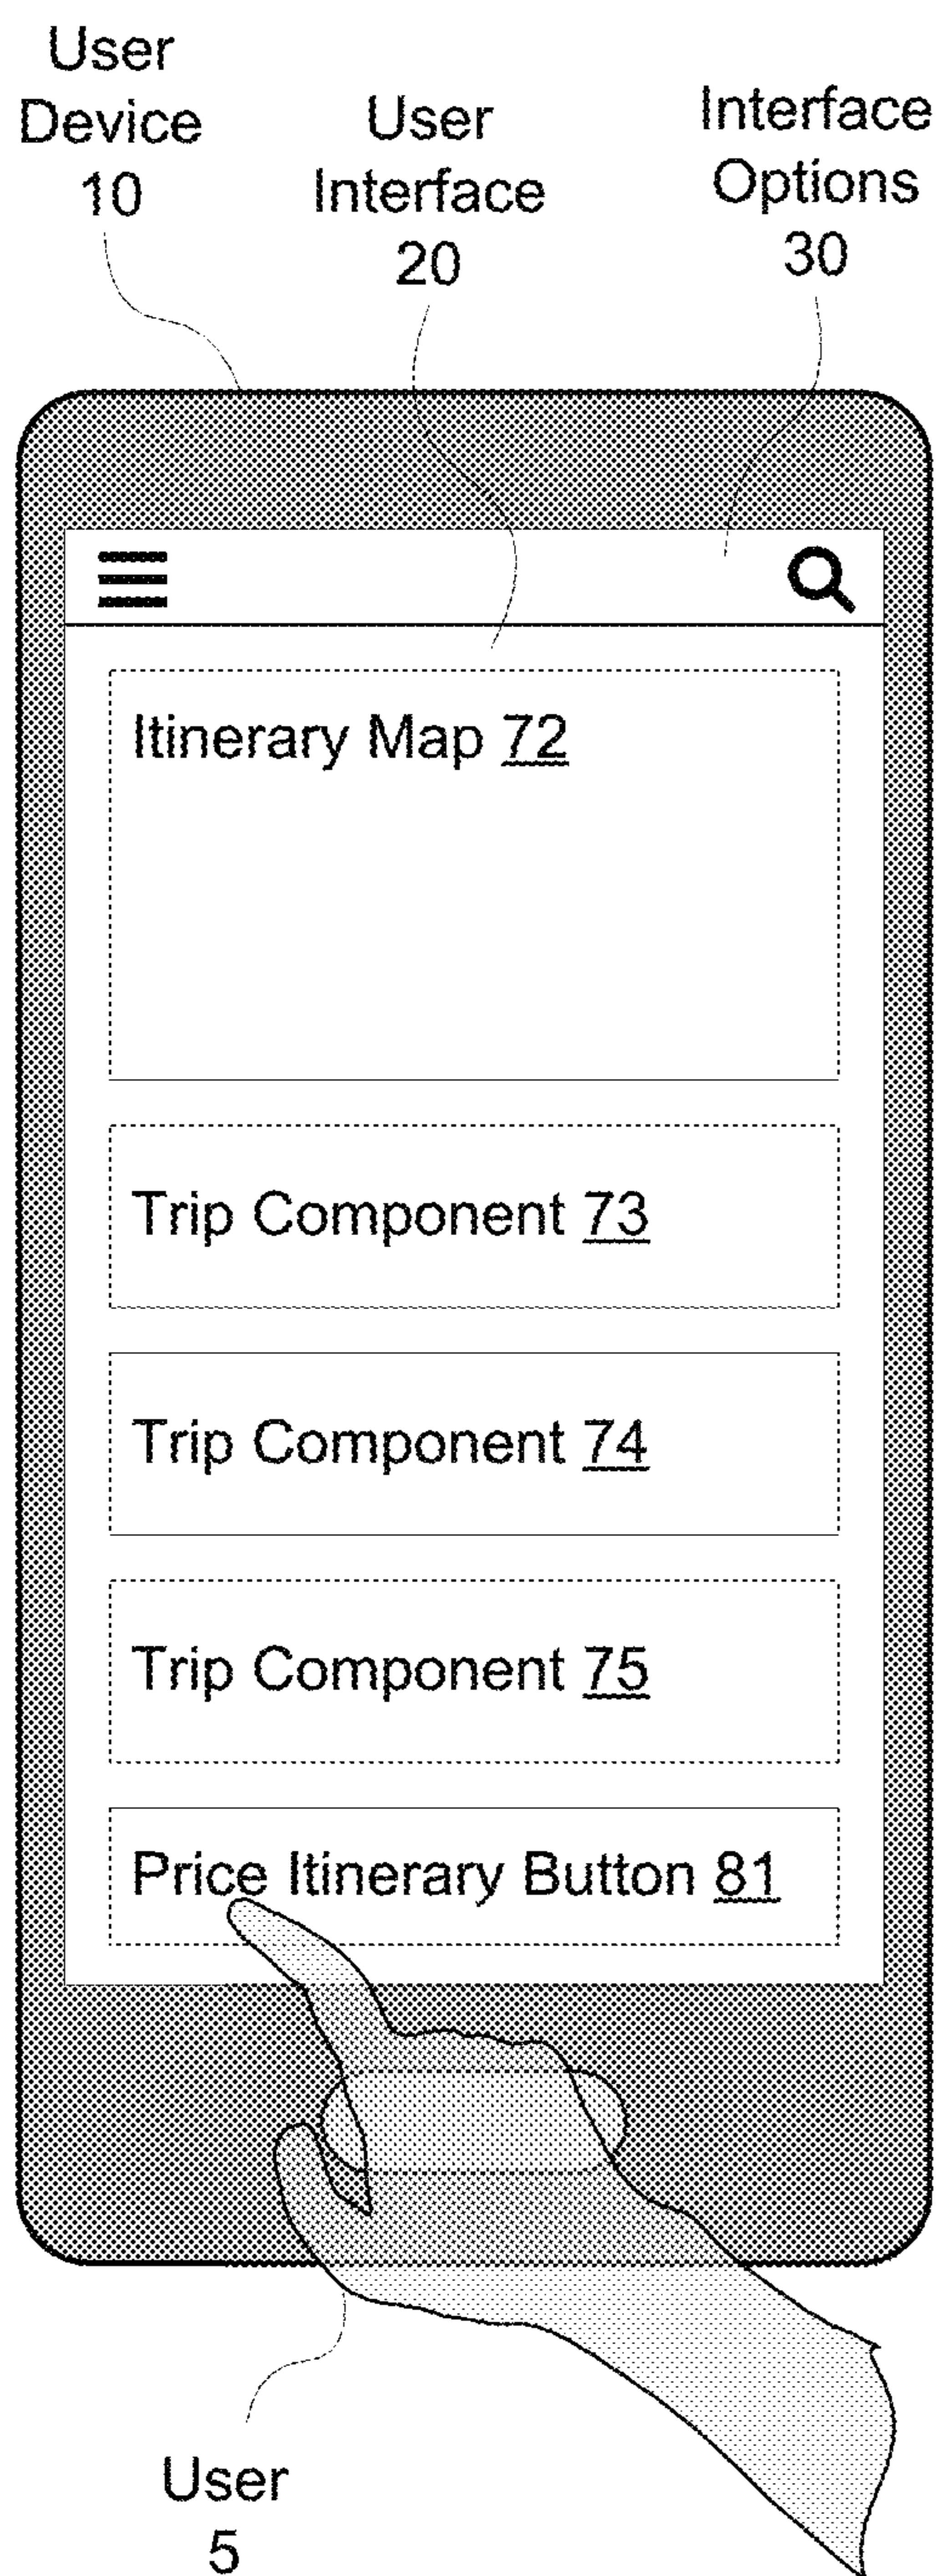 User
Device
10
User
Interface
20
Interface
Options
30
Itinerary Map 72
Trip Component 73
Trip Component 74
Trip Component 75
Price Itinerary Button 81
User
5